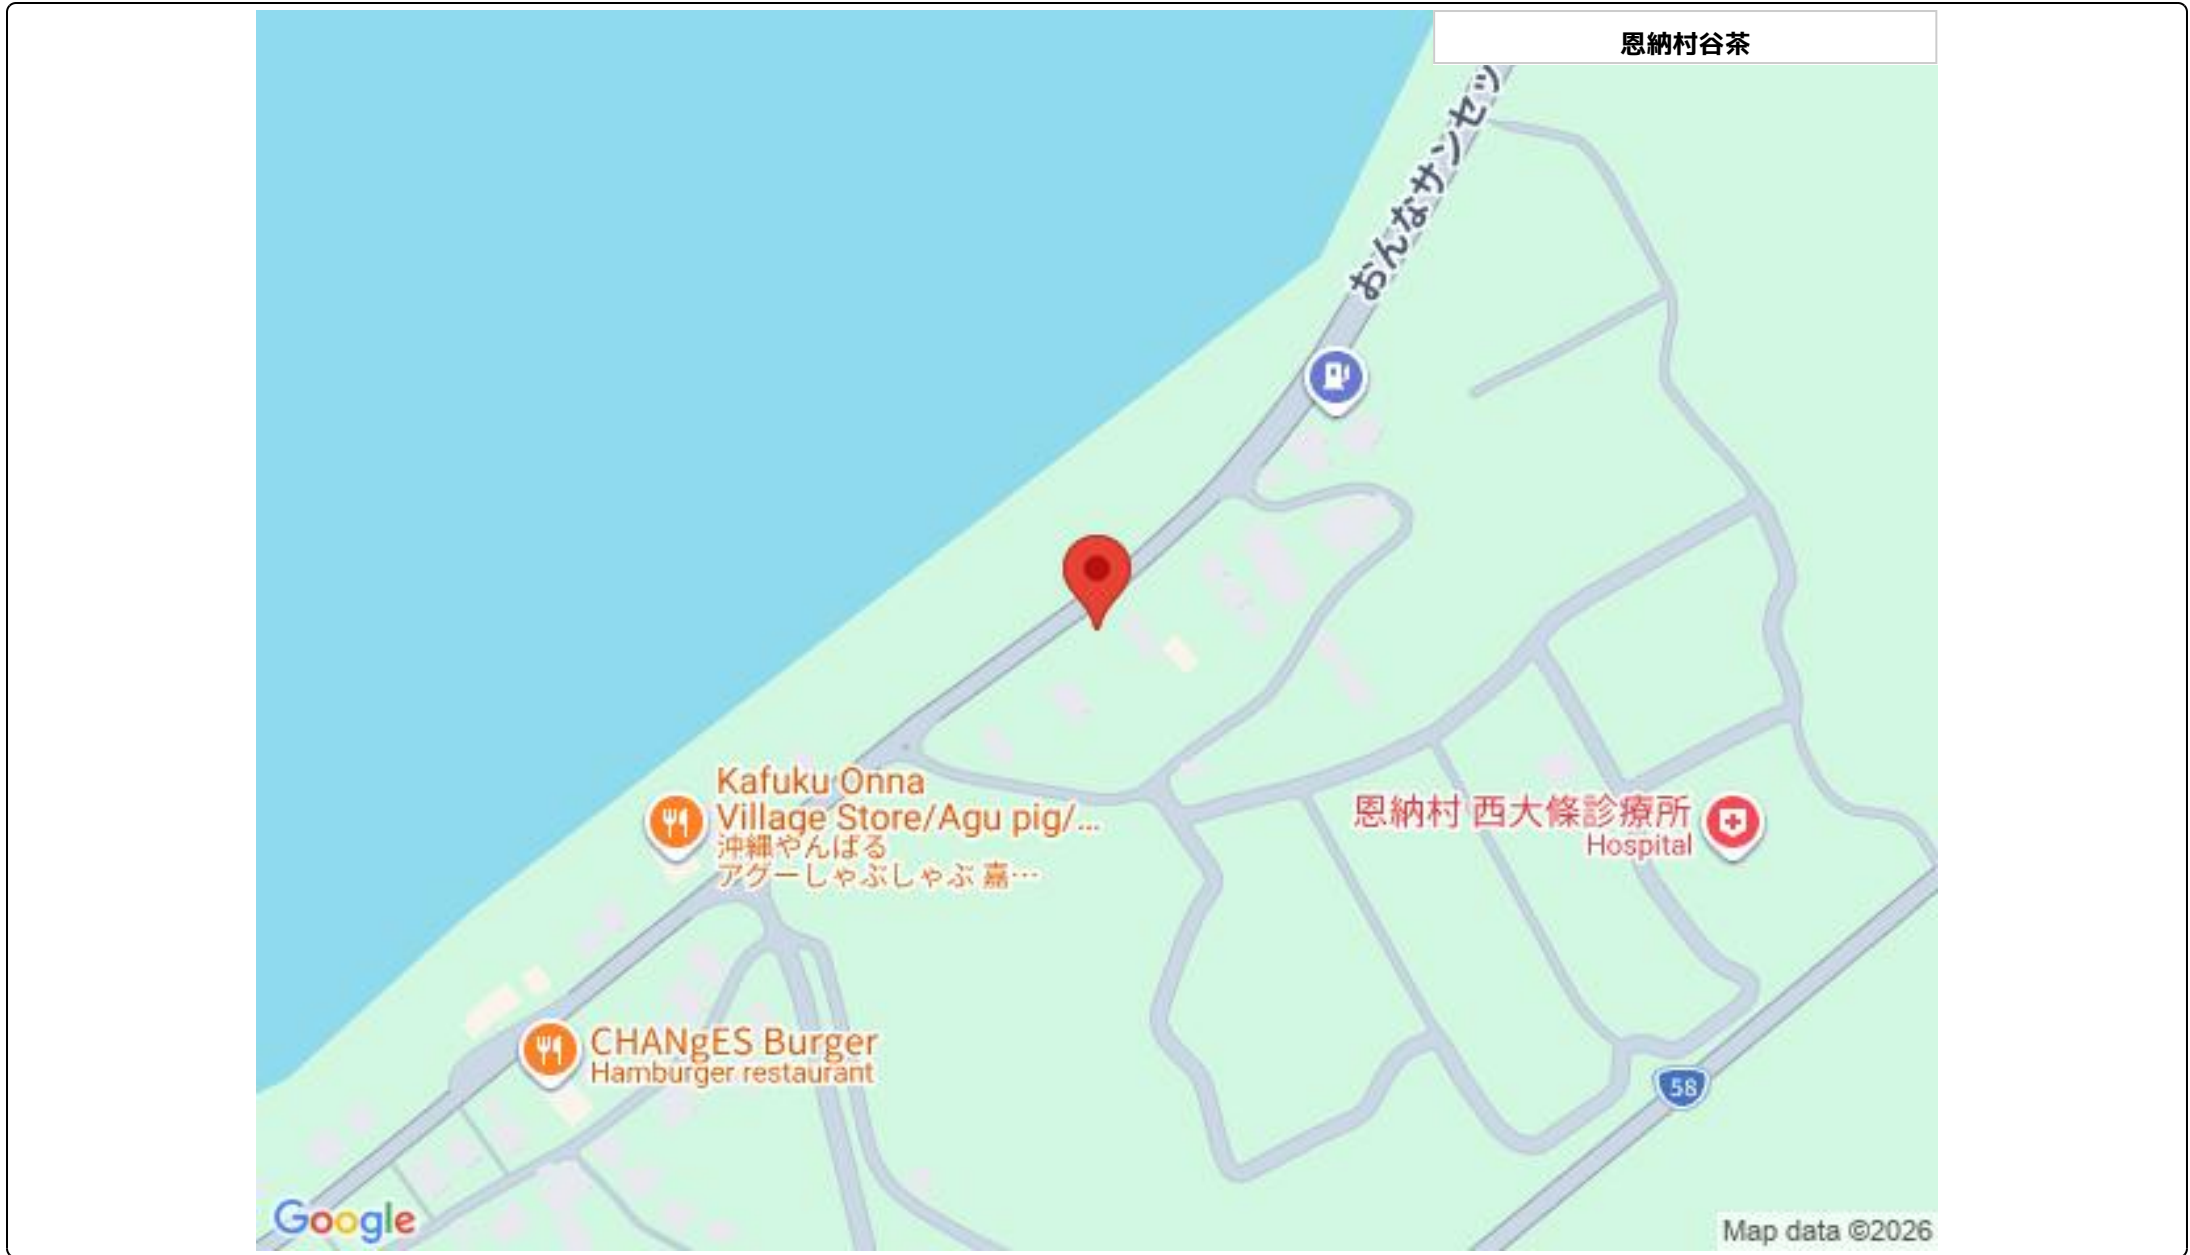 恩納村谷茶
おんなサンセッ
Kafuku Onna
Village Store/Agu pig/...
沖縄やんばる
アグーしゃぶしゃぶ 嘉…
恩納村 西大條診療所
Hospital
CHANgES Burger
Hamburger restaurant
58
Google
Map data ©2026